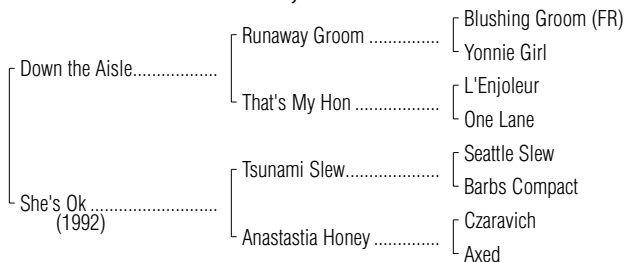 Blushing Groom (FR)
Runaway Groom ..............
Yonnie Girl
Down the Aisle.................
L'Enjoleur
That's My Hon .................
One Lane
Seattle Slew
Tsunami Slew...................
Barbs Compact
She's Ok .........................
(1992)
Czaravich
Anastastia Honey .............
Axed